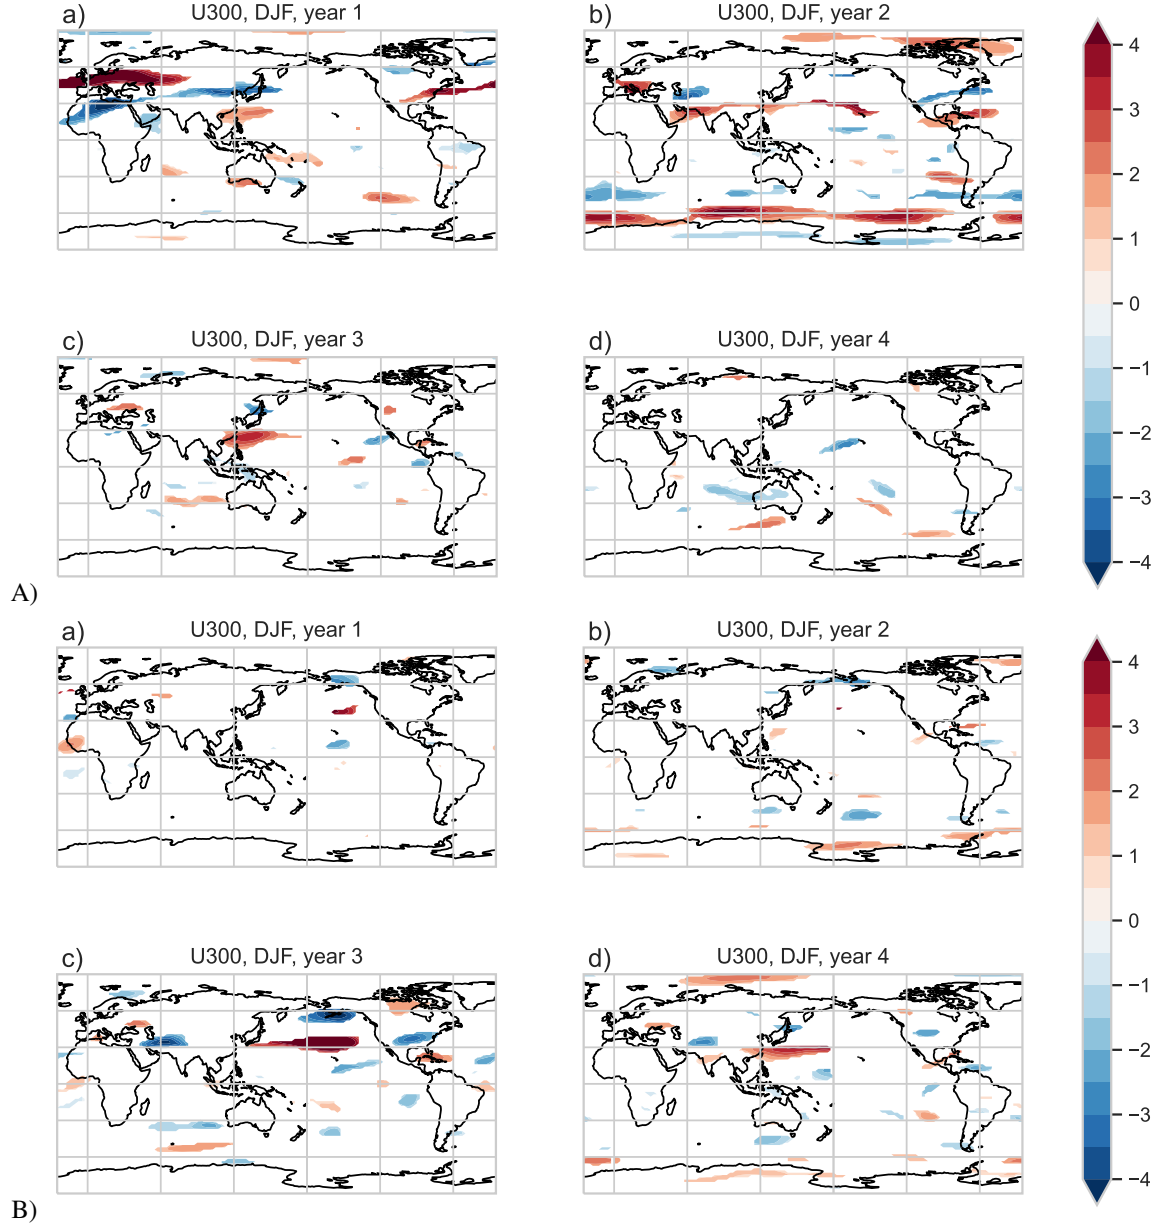 a) U300, DJF, year 1
b) U300, DJF, year 2
4
3
2
1
0
−1
−2
−3
−4
c) U300, DJF, year 3
d) U300, DJF, year 4
A)
a) U300, DJF, year 1
b) U300, DJF, year 2
4
3
2
1
0
−1
−2
−3
−4
c) U300, DJF, year 3
d) U300, DJF, year 4
B)